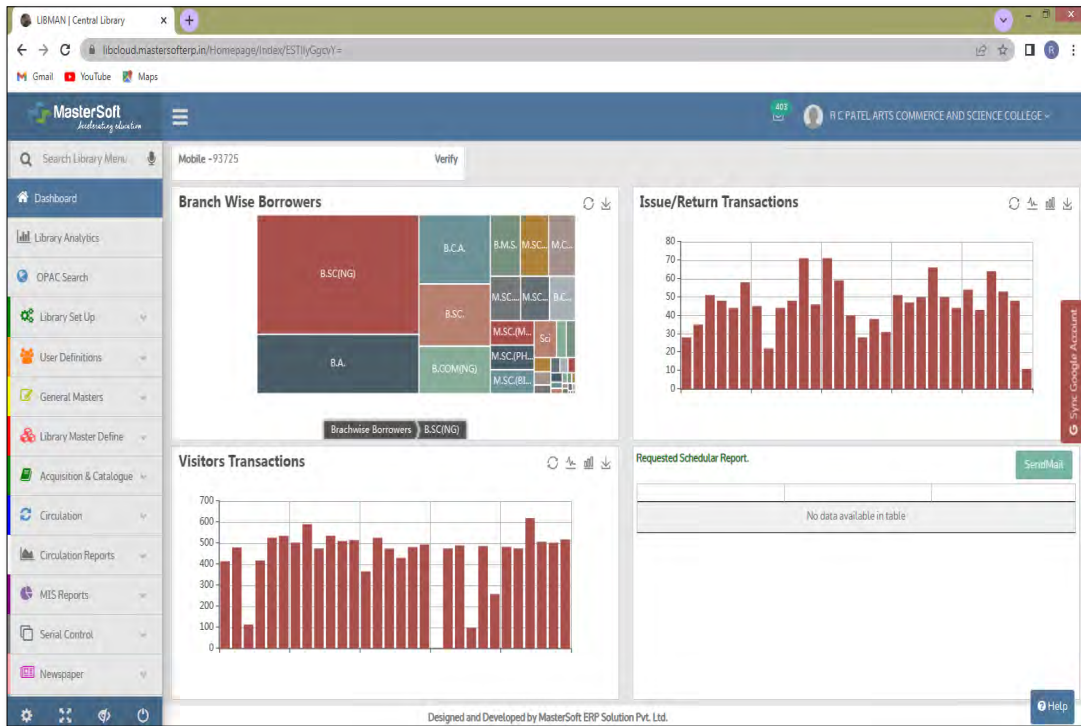 LIBMAN | Central Library
libcloud.mastersofterp.in/Homepage/Index/ESTIlyGgcvY=
R
Gmail YouTube Maps
MasterSoft
Accelerating education
403
R C PATEL ARTS COMMERCE AND SCIENCE COLLEGE
Search Library Menu
Mobile - 93725 Verify
Dashboard
Library Analytics
OPAC Search
Library Set Up
User Definitions
General Masters
Library Master Define
Acquisition & Catalogue
Circulation
Circulation Reports
MIS Reports
Serial Control
Newspaper
Branch Wise Borrowers
B.SC(NG)
B.A.
B.C.A.
B.SC.
B.COM(NG)
B.M.S. M.SC... M.C...
M.SC.... M.SC... B.C...
M.SC.(M... Sci
M.SC.(PH...
M.SC.(BI...
Brachwise Borrowers B.SC(NG)
Issue/Return Transactions
80
70
60
50
40
30
20
10
0
Sync Google Account
Visitors Transactions
700
600
500
400
300
200
100
0
Requested Schedular Report.
SendMail
No data available in table
Help
Designed and Developed by MasterSoft ERP Solution Pvt. Ltd.